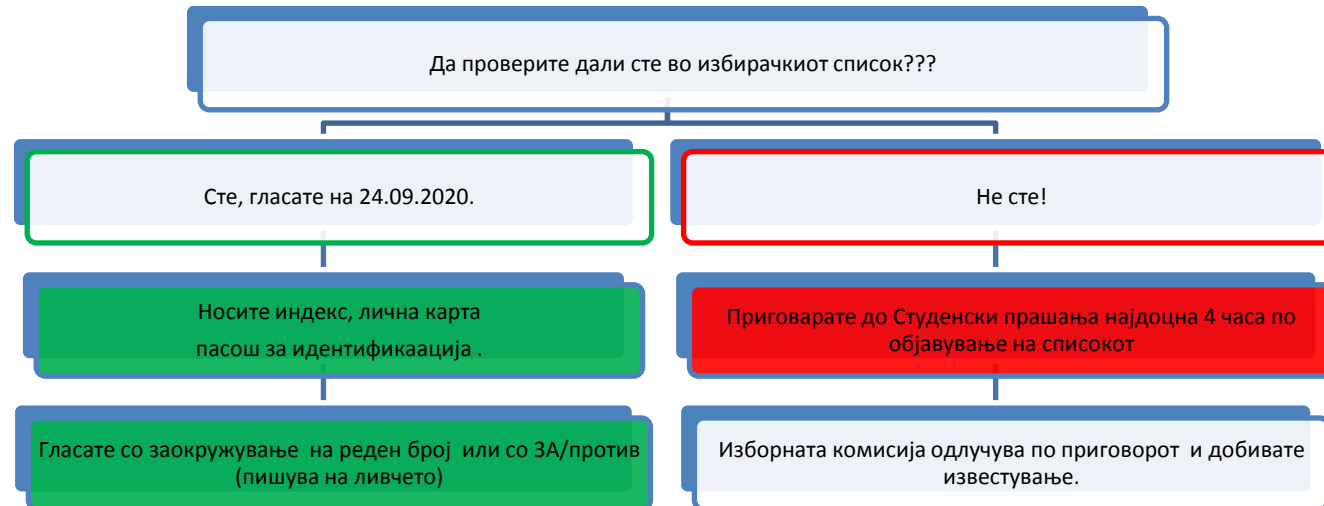 Да проверите дали сте во избирачкиот список???
Сте, гласате на 24.09.2020.
Не сте!
Носите индекс, лична карта
пасош за идентификаација .
Приговарате до Студенски прашања најдоцна 4 часа по
објавување на списокот
Гласате со заокружување на реден број или со ЗА/против
(пишува на ливчето)
Изборната комисија одлучува по приговорот и добивате
известување.